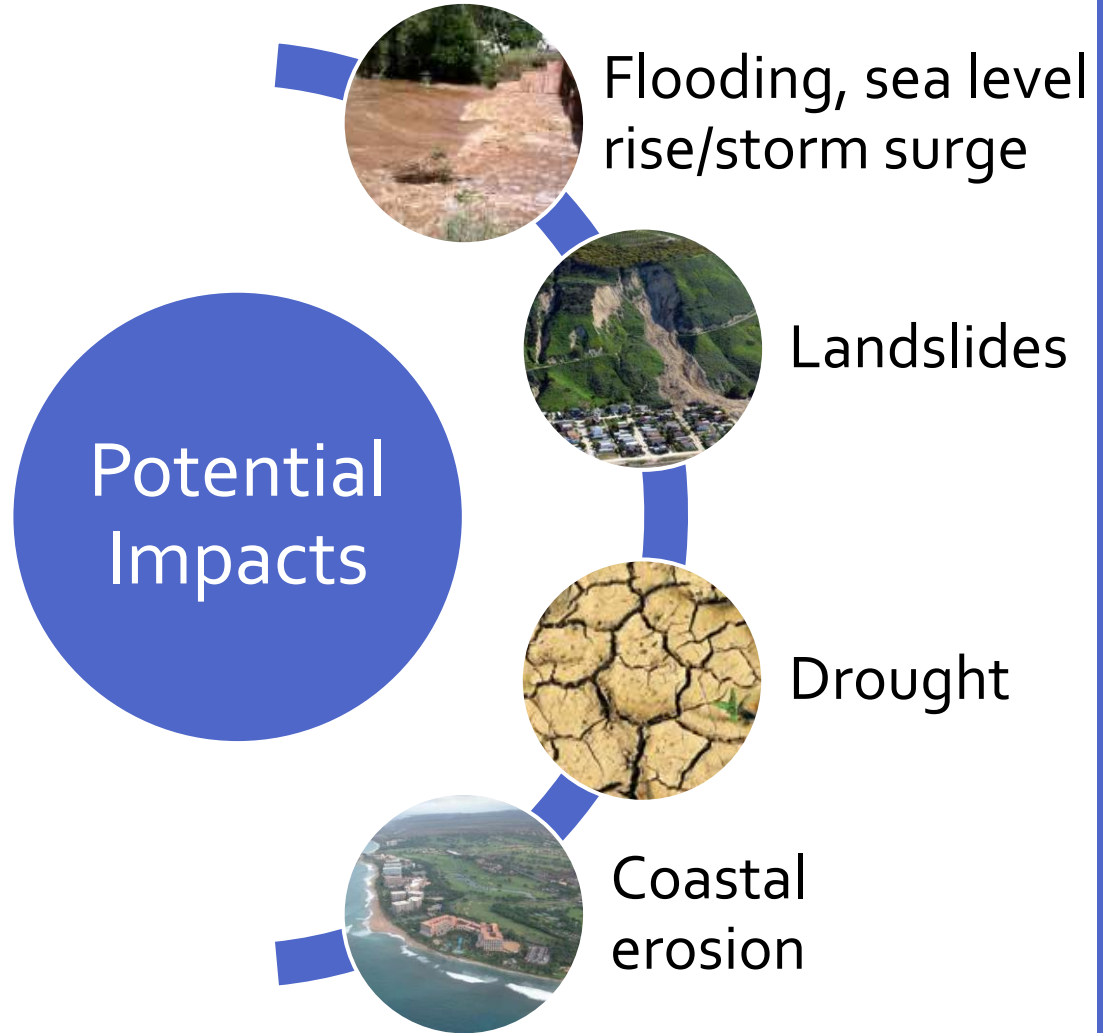 Potential
Impacts
Flooding, sea level
rise/storm surge
Landslides
Drought
Coastal
erosion